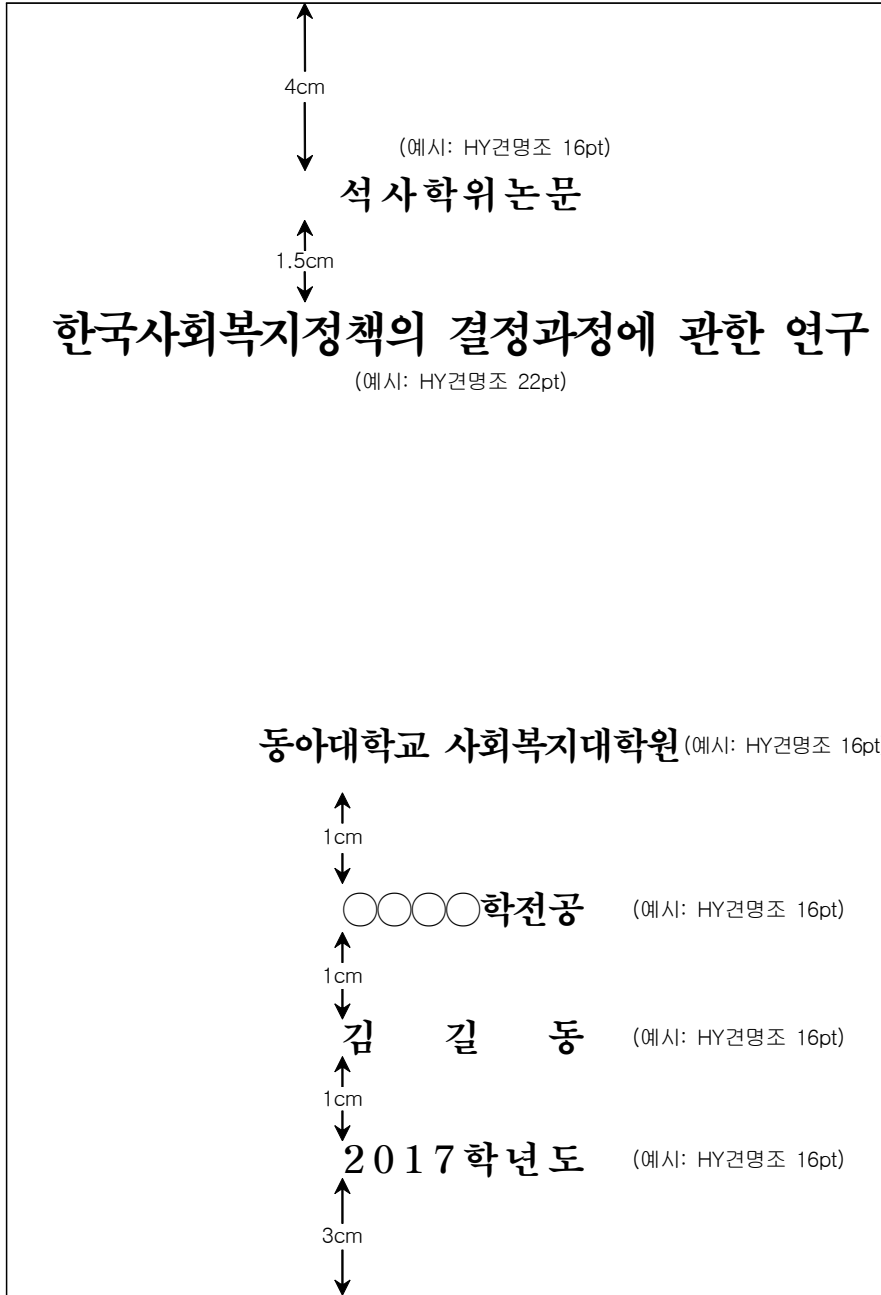 4cm
(예시: HY견명조 16pt)
석사학위논문
1.5cm
한국사회복지정책의 결정과정에 관한 연구
(예시: HY견명조 22pt)
동아대학교 사회복지대학원(예시: HY견명조 16pt
1cm
○○○○학전공 (예시: HY견명조 16pt)
1cm
김 길 동 (예시: HY견명조 16pt)
1cm
2017학년도 (예시: HY견명조 16pt)
3cm